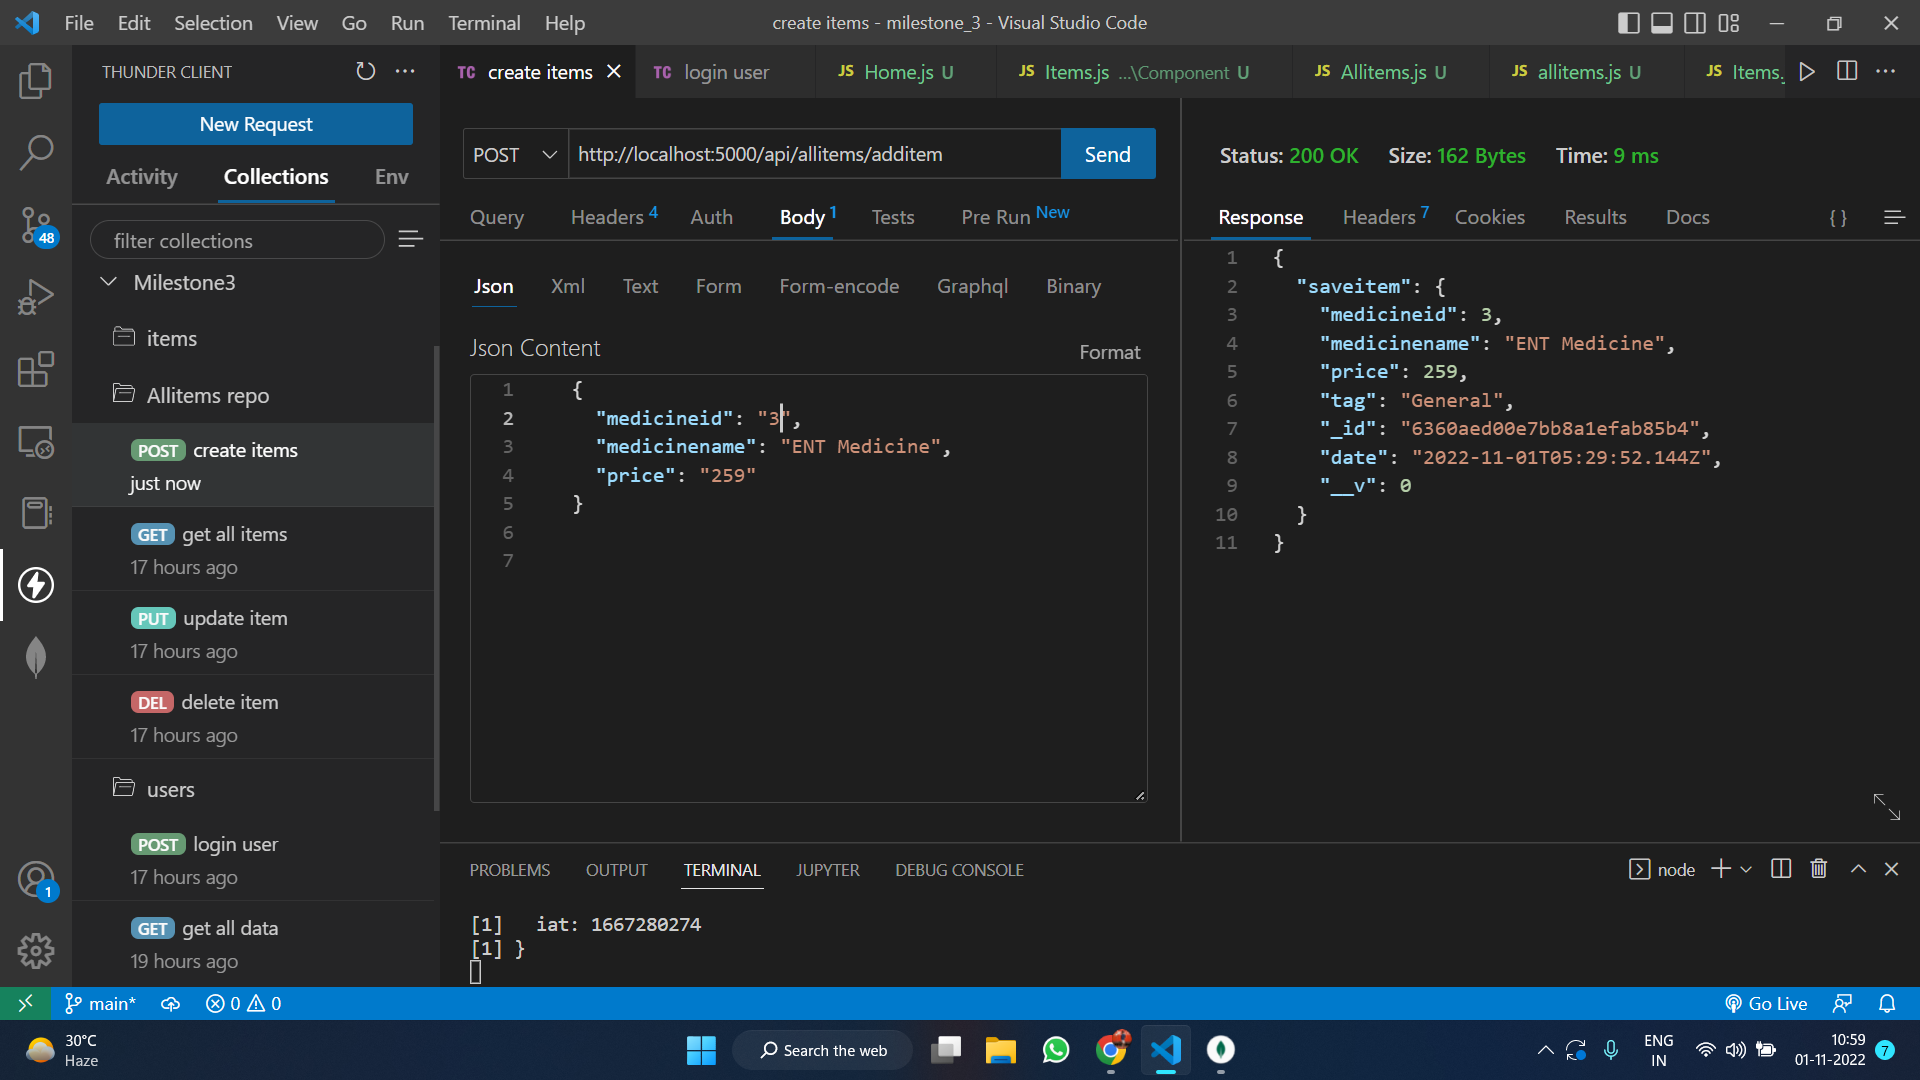 File Edit Selection View Go Run Terminal Help create items - milestone_3 - Visual Studio Code
THUNDER CLIENT
New Request
Activity Collections Env
filter collections
Milestone3
items
Allitems repo
POST create items
just now
GET get all items
17 hours ago
PUT update item
17 hours ago
DEL delete item
17 hours ago
users
POST login user
17 hours ago
GET get all data
19 hours ago
48
1
TC create items TC login user JS Home.js U JS Items.js ...\Component U JS Allitems.js U JS allitems.js U JS Items.
POST http://localhost:5000/api/allitems/additem Send
Query Headers 4 Auth Body 1 Tests Pre Run New
Json Xml Text Form Form-encode Graphql Binary
Json Content Format
1 {
2 "medicineid": "3",
3 "medicinename": "ENT Medicine",
4 "price": "259"
5 }
6
7
Status: 200 OK Size: 162 Bytes Time: 9 ms
Response Headers 7 Cookies Results Docs { }
1 {
2 "saveitem": {
3 "medicineid": 3,
4 "medicinename": "ENT Medicine",
5 "price": 259,
6 "tag": "General",
7 "_id": "6360aed00e7bb8a1efab85b4",
8 "date": "2022-11-01T05:29:52.144Z",
9 "__v": 0
10 }
11 }
PROBLEMS OUTPUT TERMINAL JUPYTER DEBUG CONSOLE node
[1] iat: 1667280274
[1] }
main* 0 0 Go Live
30°C
Haze
Search the web
ENG
IN
10:59
01-11-2022
7